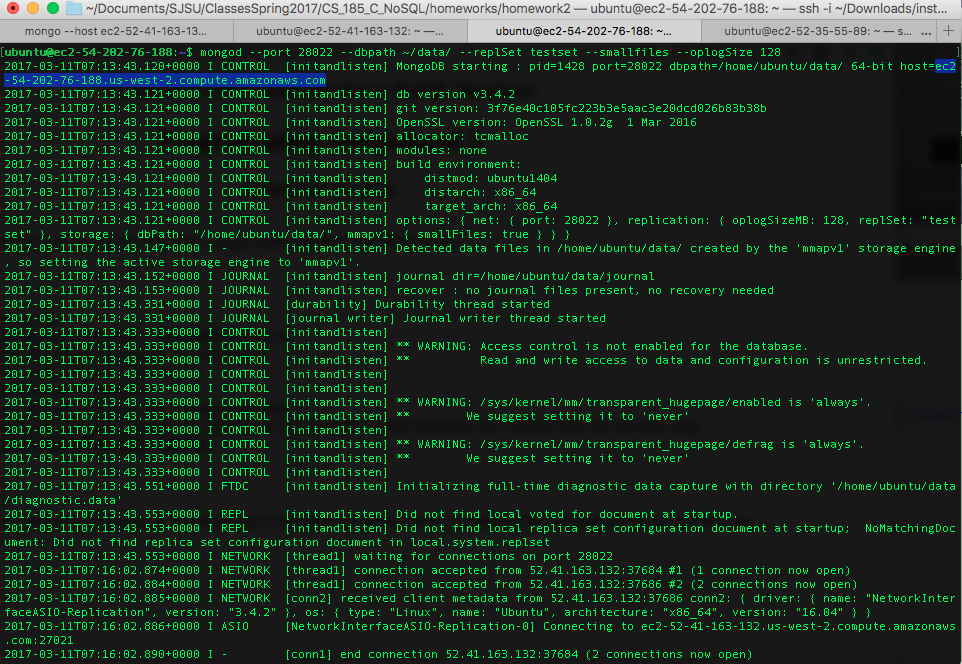 ~/Documents/SJSU/ClassesSpring2017/CS_185_C_NoSQL/homeworks/homework2 — ubuntu@ec2-54-202-76-188: ~ — ssh -i ~/Downloads/inst...
mongo --host ec2-52-41-163-13... ubuntu@ec2-52-41-163-132: ~ —... ubuntu@ec2-54-202-76-188: ~... ubuntu@ec2-52-35-55-89: ~ — s... ... +
[ubuntu@ec2-54-202-76-188:~$ mongod --port 28022 --dbpath ~/data/ --replSet testset --smallfiles --oplogSize 128 ]
2017-03-11T07:13:43.120+0000 I CONTROL  [initandlisten] MongoDB starting : pid=1428 port=28022 dbpath=/home/ubuntu/data/ 64-bit host=ec2
-54-202-76-188.us-west-2.compute.amazonaws.com
2017-03-11T07:13:43.121+0000 I CONTROL  [initandlisten] db version v3.4.2
2017-03-11T07:13:43.121+0000 I CONTROL  [initandlisten] git version: 3f76e40c105fc223b3e5aac3e20dcd026b83b38b
2017-03-11T07:13:43.121+0000 I CONTROL  [initandlisten] OpenSSL version: OpenSSL 1.0.2g  1 Mar 2016
2017-03-11T07:13:43.121+0000 I CONTROL  [initandlisten] allocator: tcmalloc
2017-03-11T07:13:43.121+0000 I CONTROL  [initandlisten] modules: none
2017-03-11T07:13:43.121+0000 I CONTROL  [initandlisten] build environment:
2017-03-11T07:13:43.121+0000 I CONTROL  [initandlisten]     distmod: ubuntu1404
2017-03-11T07:13:43.121+0000 I CONTROL  [initandlisten]     distarch: x86_64
2017-03-11T07:13:43.121+0000 I CONTROL  [initandlisten]     target_arch: x86_64
2017-03-11T07:13:43.121+0000 I CONTROL  [initandlisten] options: { net: { port: 28022 }, replication: { oplogSizeMB: 128, replSet: "test
set" }, storage: { dbPath: "/home/ubuntu/data/", mmapv1: { smallFiles: true } } }
2017-03-11T07:13:43.147+0000 I -        [initandlisten] Detected data files in /home/ubuntu/data/ created by the 'mmapv1' storage engine
, so setting the active storage engine to 'mmapv1'.
2017-03-11T07:13:43.152+0000 I JOURNAL  [initandlisten] journal dir=/home/ubuntu/data/journal
2017-03-11T07:13:43.153+0000 I JOURNAL  [initandlisten] recover : no journal files present, no recovery needed
2017-03-11T07:13:43.331+0000 I JOURNAL  [durability] Durability thread started
2017-03-11T07:13:43.331+0000 I JOURNAL  [journal writer] Journal writer thread started
2017-03-11T07:13:43.333+0000 I CONTROL  [initandlisten]
2017-03-11T07:13:43.333+0000 I CONTROL  [initandlisten] ** WARNING: Access control is not enabled for the database.
2017-03-11T07:13:43.333+0000 I CONTROL  [initandlisten] **          Read and write access to data and configuration is unrestricted.
2017-03-11T07:13:43.333+0000 I CONTROL  [initandlisten]
2017-03-11T07:13:43.333+0000 I CONTROL  [initandlisten]
2017-03-11T07:13:43.333+0000 I CONTROL  [initandlisten] ** WARNING: /sys/kernel/mm/transparent_hugepage/enabled is 'always'.
2017-03-11T07:13:43.333+0000 I CONTROL  [initandlisten] **        We suggest setting it to 'never'
2017-03-11T07:13:43.333+0000 I CONTROL  [initandlisten]
2017-03-11T07:13:43.333+0000 I CONTROL  [initandlisten] ** WARNING: /sys/kernel/mm/transparent_hugepage/defrag is 'always'.
2017-03-11T07:13:43.333+0000 I CONTROL  [initandlisten] **        We suggest setting it to 'never'
2017-03-11T07:13:43.333+0000 I CONTROL  [initandlisten]
2017-03-11T07:13:43.551+0000 I FTDC     [initandlisten] Initializing full-time diagnostic data capture with directory '/home/ubuntu/data
/diagnostic.data'
2017-03-11T07:13:43.553+0000 I REPL     [initandlisten] Did not find local voted for document at startup.
2017-03-11T07:13:43.553+0000 I REPL     [initandlisten] Did not find local replica set configuration document at startup;  NoMatchingDoc
ument: Did not find replica set configuration document in local.system.replset
2017-03-11T07:13:43.553+0000 I NETWORK  [thread1] waiting for connections on port 28022
2017-03-11T07:16:02.874+0000 I NETWORK  [thread1] connection accepted from 52.41.163.132:37684 #1 (1 connection now open)
2017-03-11T07:16:02.884+0000 I NETWORK  [thread1] connection accepted from 52.41.163.132:37686 #2 (2 connections now open)
2017-03-11T07:16:02.885+0000 I NETWORK  [conn2] received client metadata from 52.41.163.132:37686 conn2: { driver: { name: "NetworkInter
faceASIO-Replication", version: "3.4.2" }, os: { type: "Linux", name: "Ubuntu", architecture: "x86_64", version: "16.04" } }
2017-03-11T07:16:02.886+0000 I ASIO     [NetworkInterfaceASIO-Replication-0] Connecting to ec2-52-41-163-132.us-west-2.compute.amazonaws
.com:27021
2017-03-11T07:16:02.890+0000 I -        [conn1] end connection 52.41.163.132:37684 (2 connections now open)